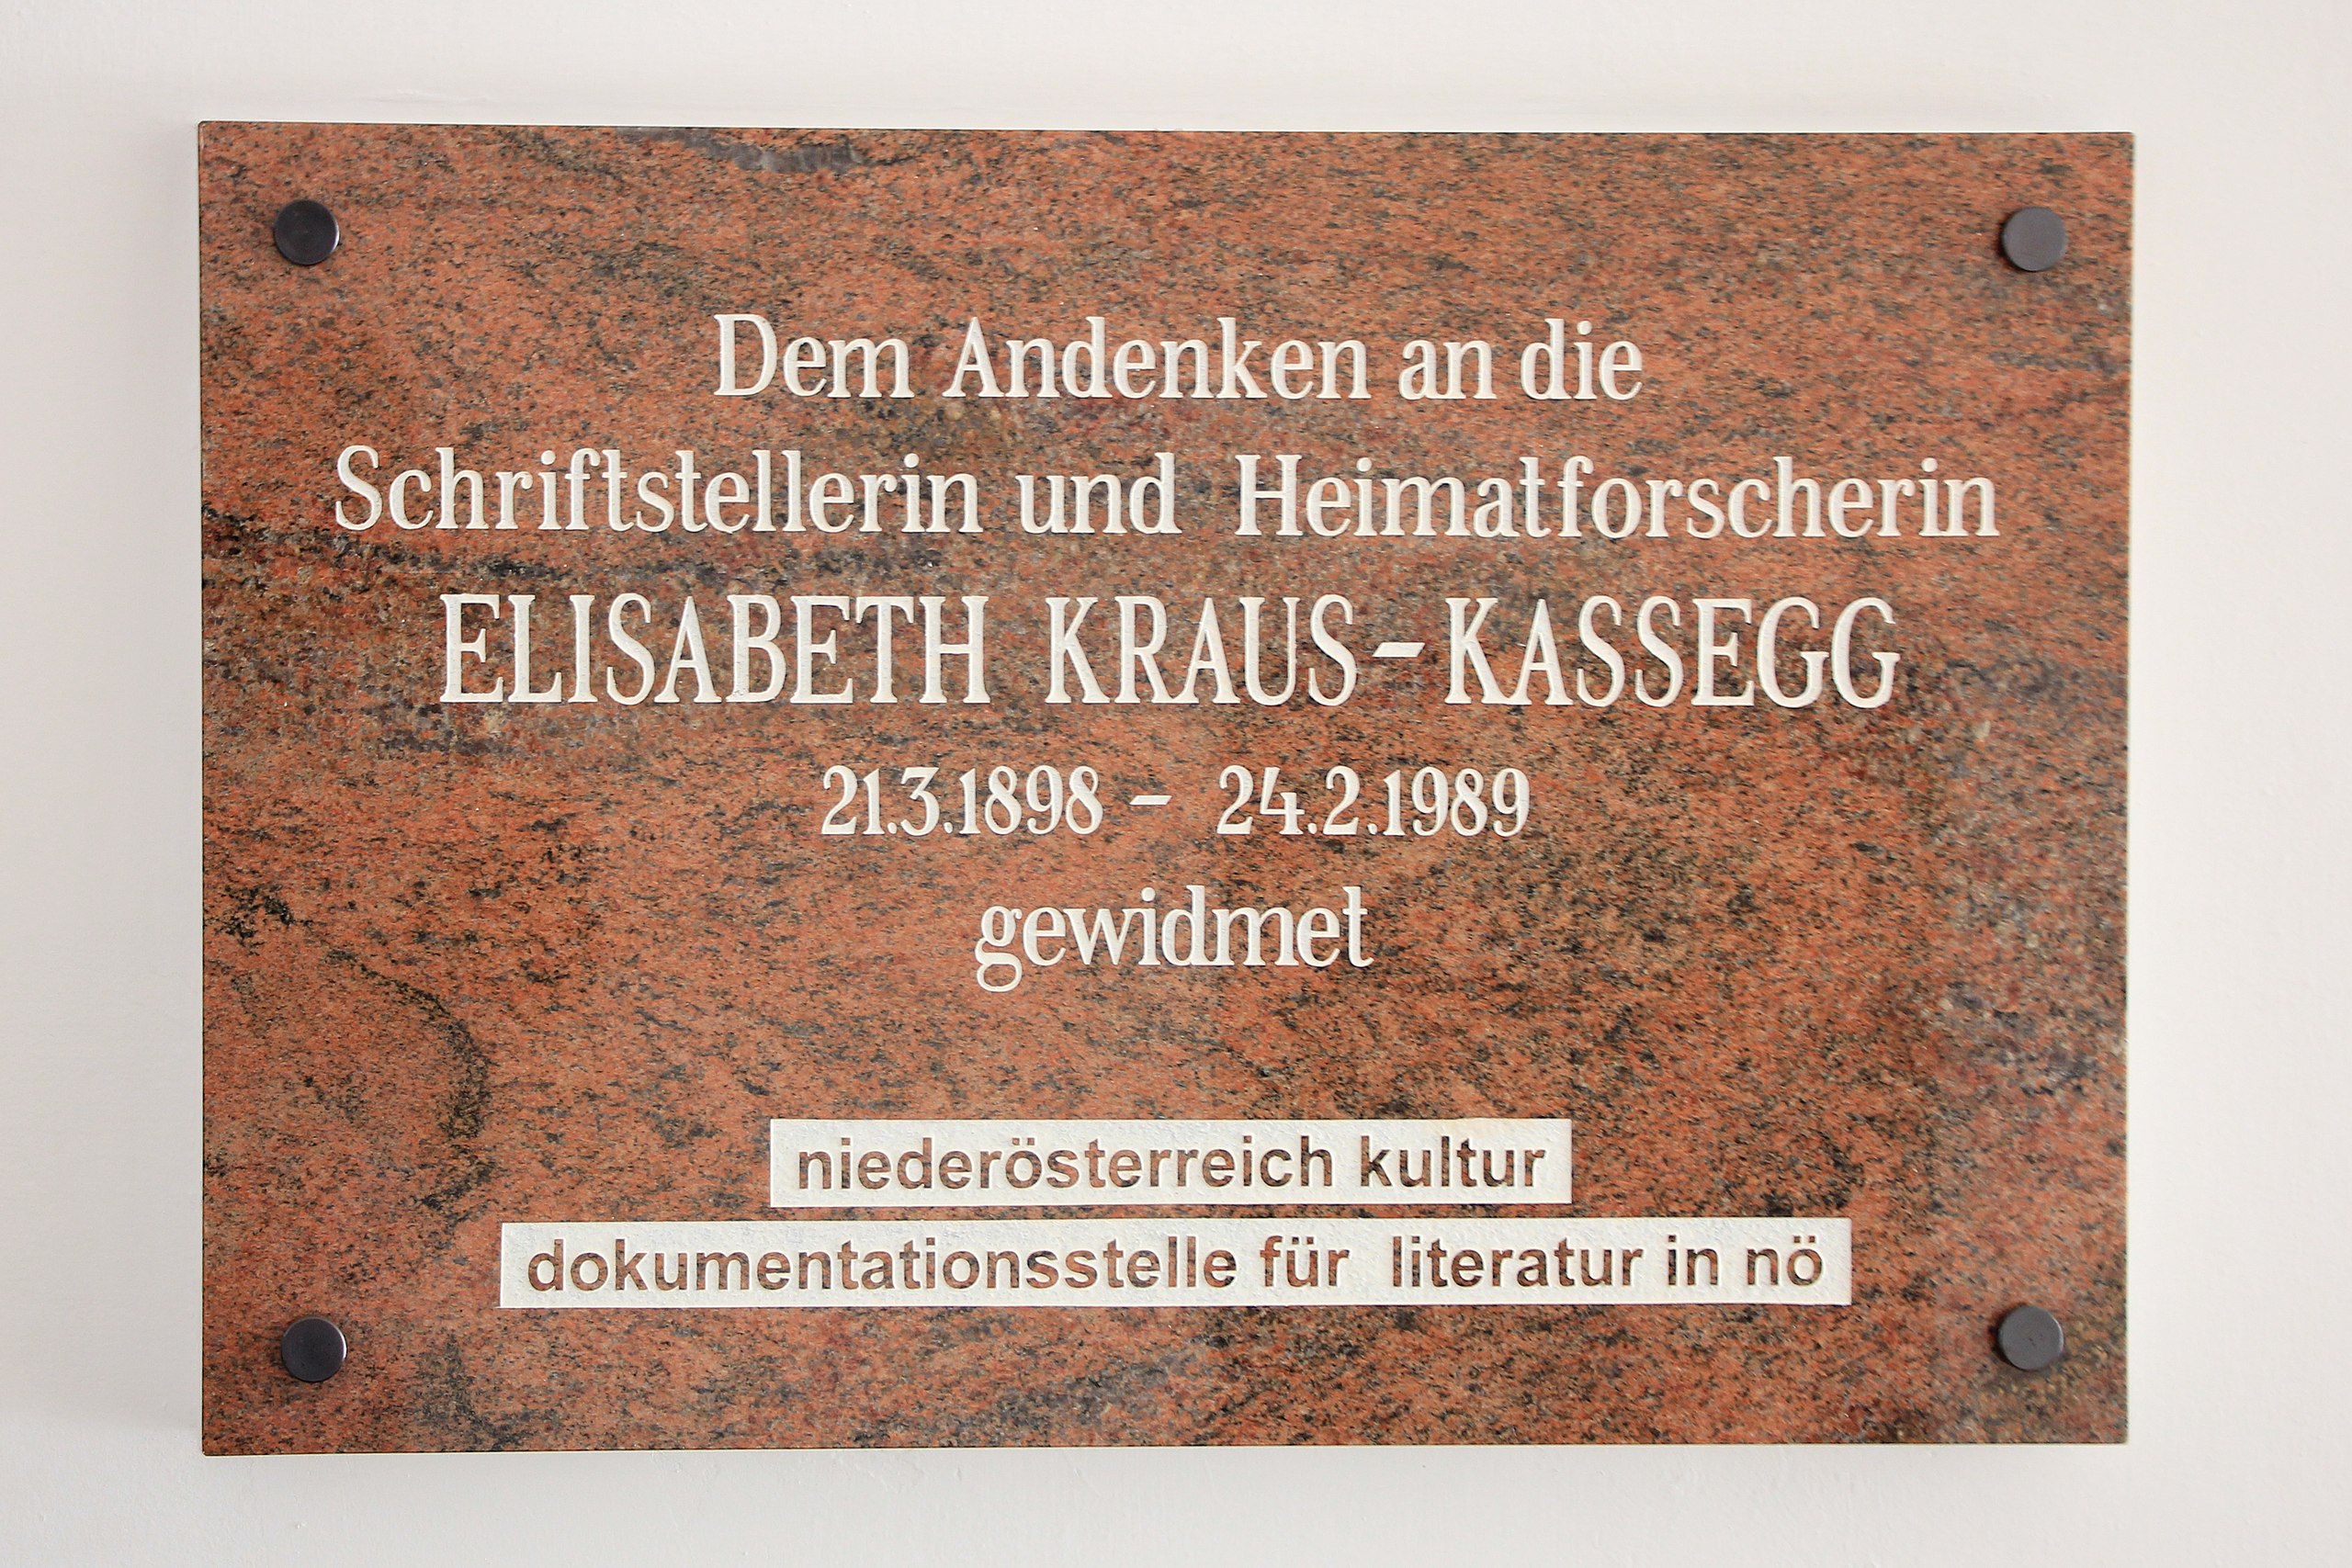 Dem Andenken an die
Schriftstellerin und Heimatforscherin
ELISABETH KRAUS-KASSEGG
21.3.1898 - 24.2.1989
gewidmet
niederösterreich kultur
dokumentationsstelle für literatur in nö